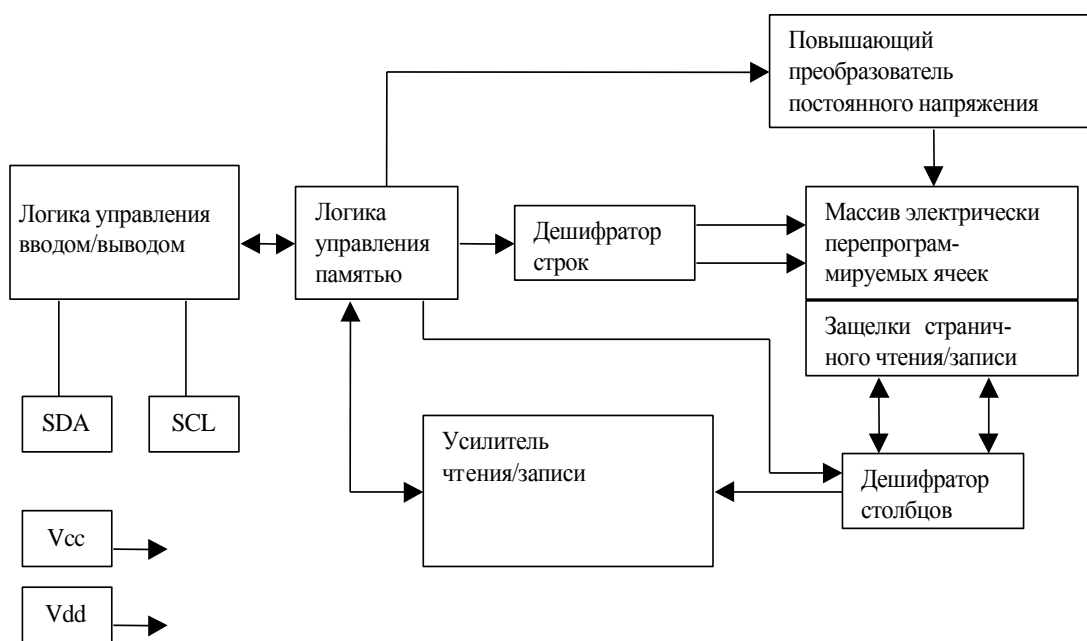 Повышающий
преобразователь
постоянного напряжения
Логика управления
вводом/выводом
Логика
управления
памятью
Дешифратор
строк
Массив электрически
перепрограм-
мируемых ячеек
Защелки страnич-
ного чтения/записи
SDA
SCL
Усилитель
чтения/записи
Дешифратор
столбцов
Vcc
Vdd